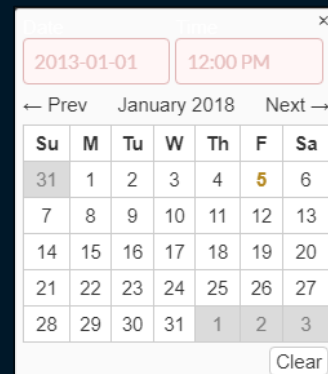 ×
Date Time
2013-01-01 12:00 PM
← Prev January 2018 Next →
Su M Tu W Th F Sa
31 1 2 3 4 5 6
7 8 9 10 11 12 13
14 15 16 17 18 19 20
21 22 23 24 25 26 27
28 29 30 31 1 2 3
Clear